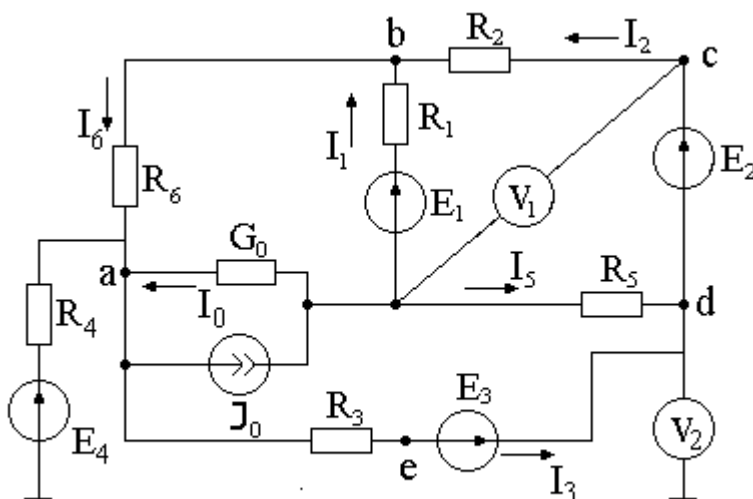 b R₂ I₂ c
I₆ R₁
I₁ E₂
R₆ E₁ V₁
G₀
a I₅ R₅
R₄ I₀ d
E₄ J₀ R₃ E₃ V₂
e I₃